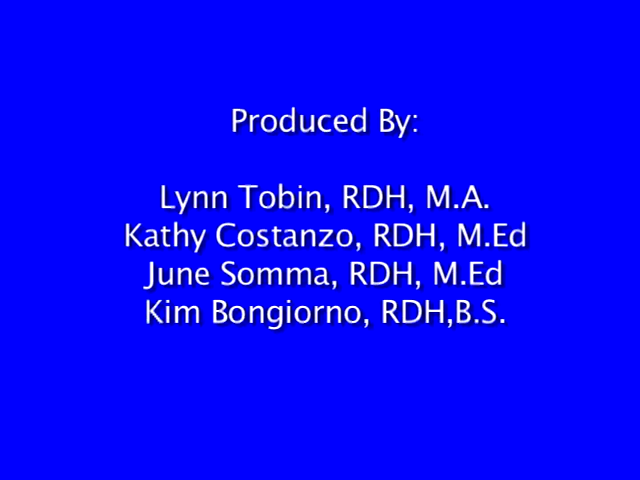 Produced By:
Lynn Tobin, RDH, M.A.
Kathy Costanzo, RDH, M.Ed
June Somma, RDH, M.Ed
Kim Bongiorno, RDH,B.S.